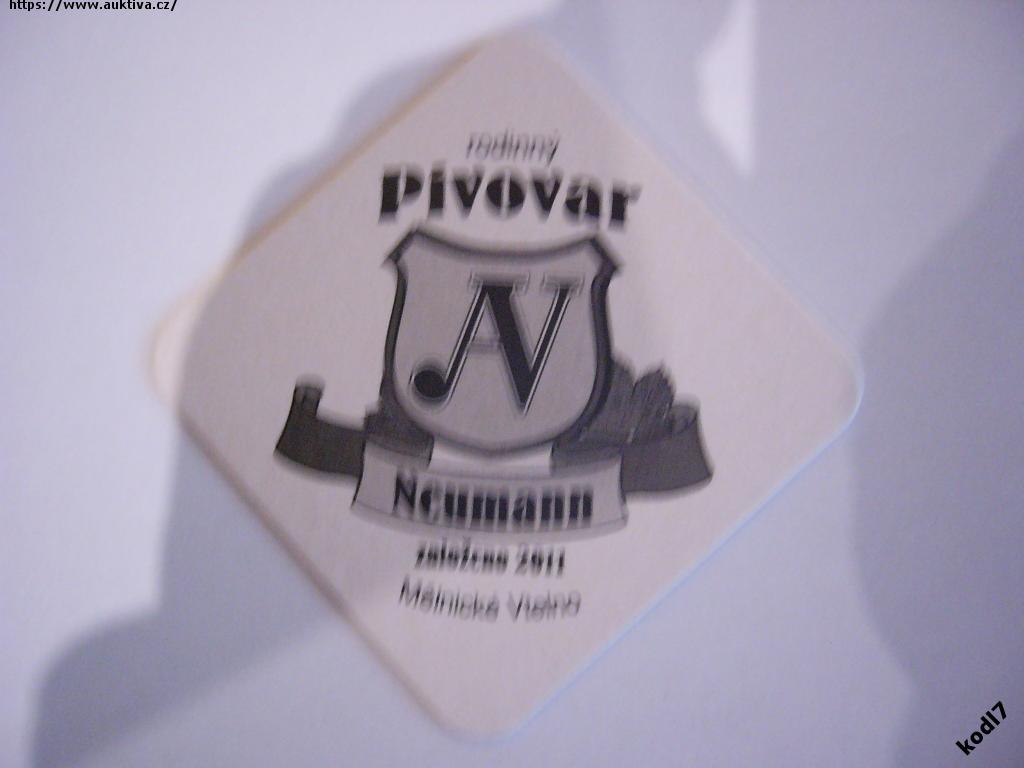 https://www.auktiva.cz/
rodinný
Pivovar
N
Neumann
založeno 2011
Mělnické Vtelno
kodl7